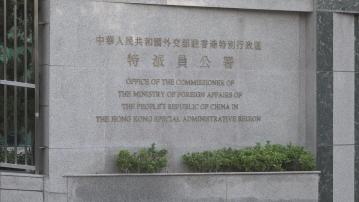 中華人民共和國外交部駐香港特別行政區
特派員公署
OFFICE OF THE COMMISSIONER OF
THE MINISTRY OF FOREIGN AFFAIRS OF
THE PEOPLE'S REPUBLIC OF CHINA IN
THE HONG KONG SPECIAL ADMINISTRATIVE REGION